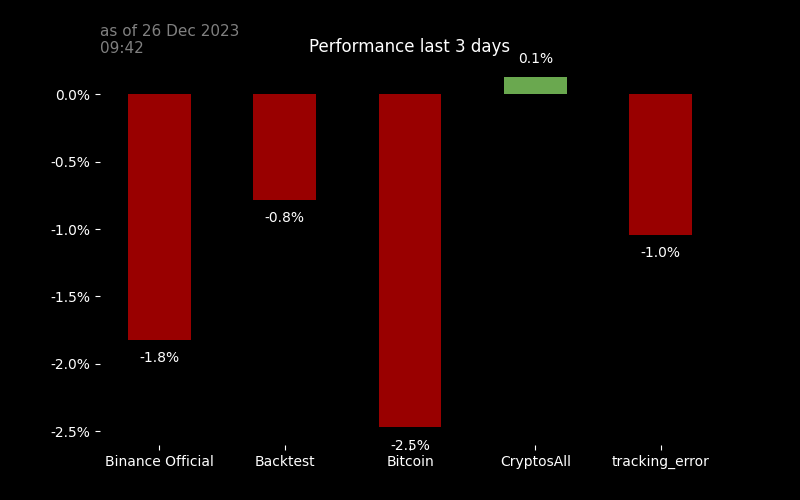 as of 26 Dec 2023
09:42
Performance last 3 days
0.1%
0.0%
-0.5%
-1.0%
-1.5%
-2.0%
-2.5%
-1.8%
-0.8%
-2.5%
-1.0%
Binance Official
Backtest
Bitcoin
CryptosAll
tracking_error